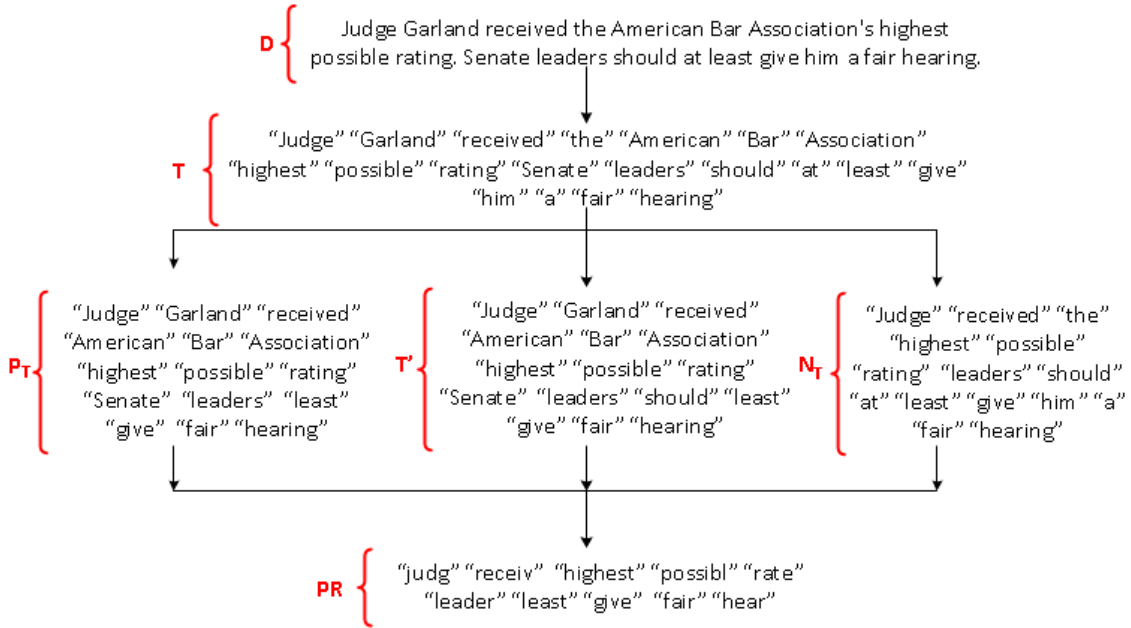 D
Judge Garland received the American Bar Association's highest
possible rating. Senate leaders should at least give him a fair hearing.
T
“Judge” “Garland” “received” “the” “American” “Bar” “Association”
“highest” “possible” “rating” “Senate” “leaders” “should” “at” “least” “give”
“him” “a” “fair” “hearing”
PT
“Judge” “Garland” “received”
“American” “Bar” “Association”
“highest” “possible” “rating”
“Senate” “leaders” “least”
“give” “fair” “hearing”
T’
“Judge” “Garland” “received”
“American” “Bar” “Association”
“highest” “possible” “rating”
“Senate” “leaders” “should” “least”
“give” “fair” “hearing”
NT
“Judge” “received” “the”
“highest” “possible”
“rating” “leaders” “should”
“at” “least” “give” “him” “a”
“fair” “hearing”
PR
“judg” “receiv” “highest” “possibl” “rate”
“leader” “least” “give” “fair” “hear”